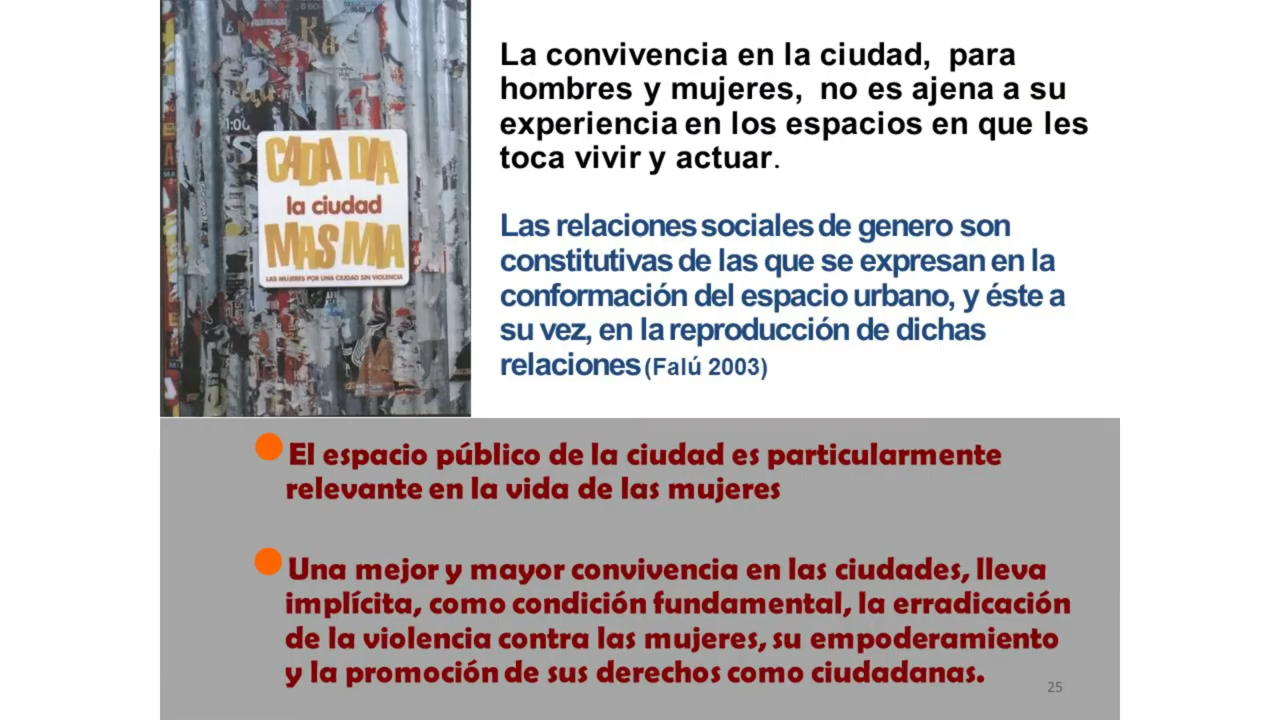 CADA DIA
la ciudad
MAS MIA
LAS MUJERES POR UNA CIUDAD SIN VIOLENCIA
La convivencia en la ciudad, para
hombres y mujeres, no es ajena a su
experiencia en los espacios en que les
toca vivir y actuar.
Las relaciones sociales de genero son
constitutivas de las que se expresan en la
conformación del espacio urbano, y éste a
su vez, en la reproducción de dichas
relaciones (Falú 2003)
El espacio público de la ciudad es particularmente
relevante en la vida de las mujeres
Una mejor y mayor convivencia en las ciudades, lleva
implícita, como condición fundamental, la erradicación
de la violencia contra las mujeres, su empoderamiento
y la promoción de sus derechos como ciudadanas.
25